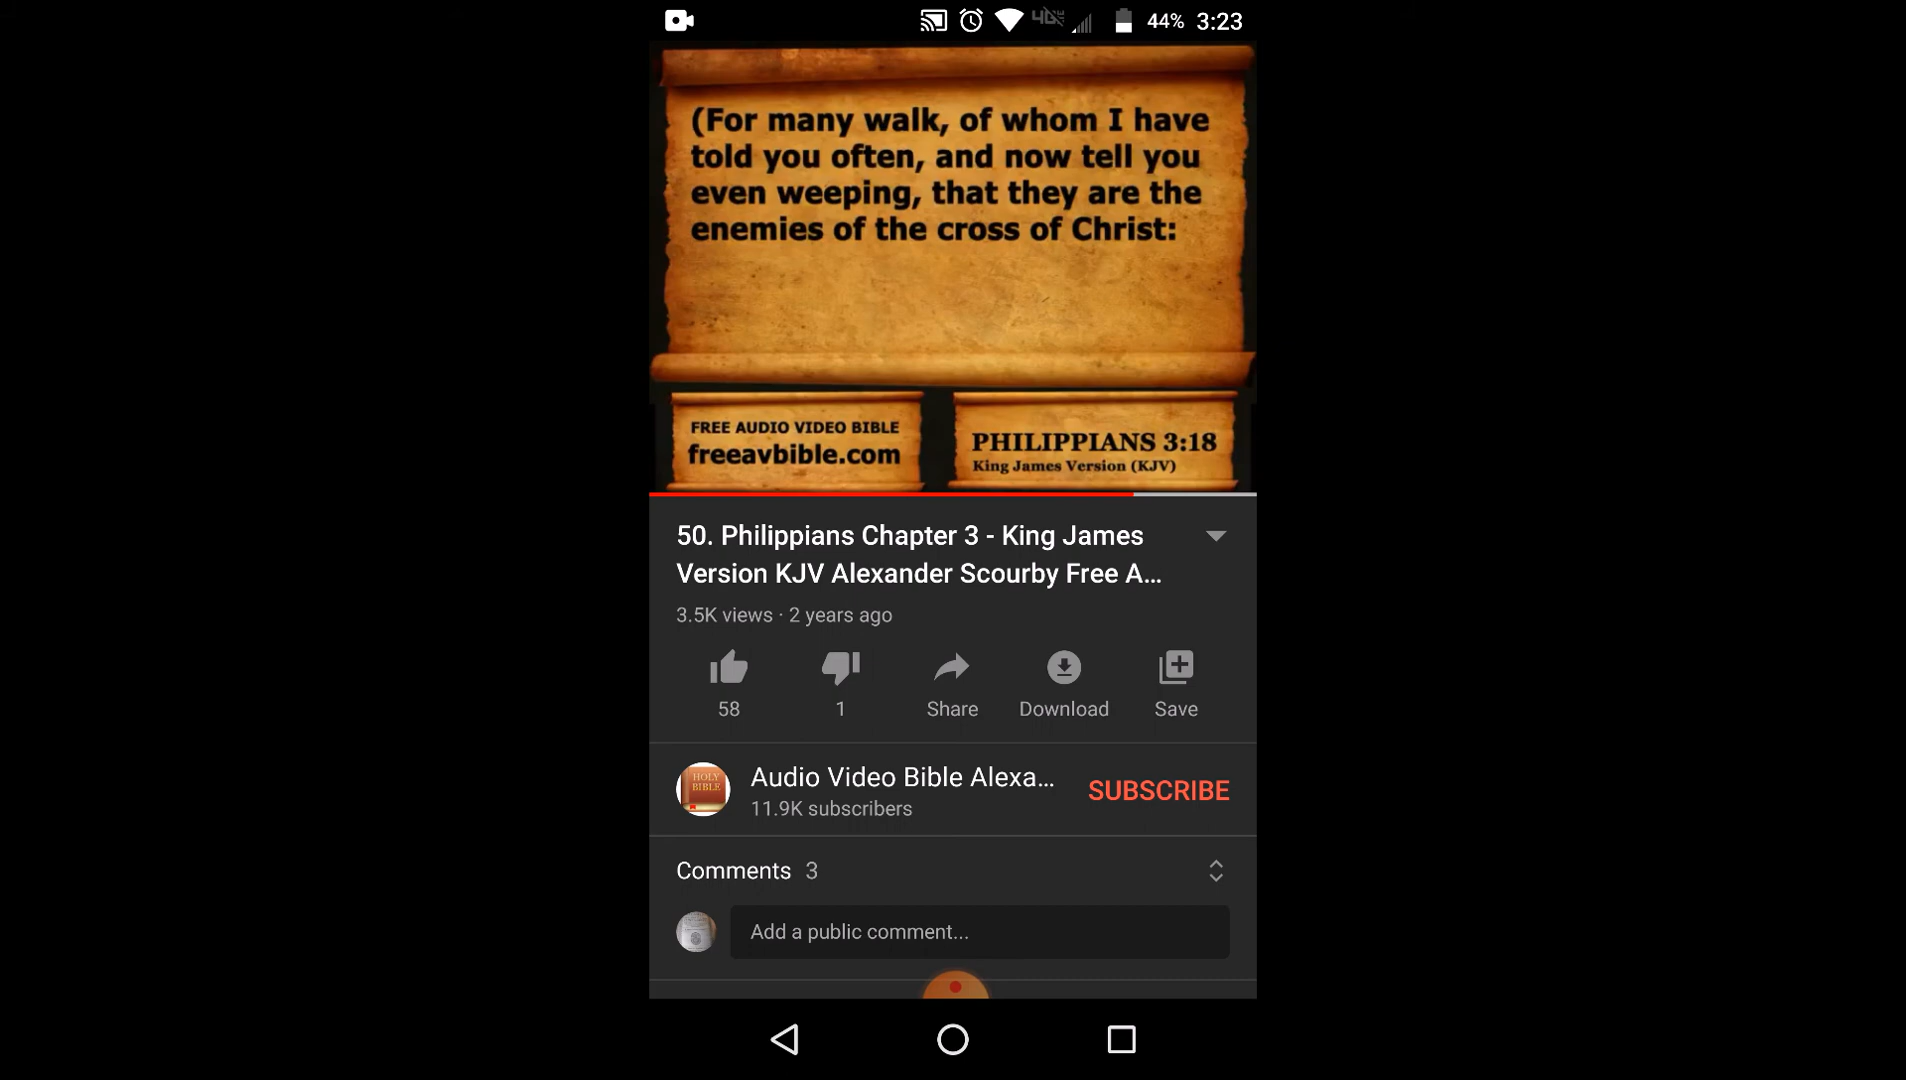 44% 3:23
(For many walk, of whom I have
told you often, and now tell you
even weeping, that they are the
enemies of the cross of Christ:
FREE AUDIO VIDEO BIBLE
freeavbible.com
PHILIPPIANS 3:18
King James Version (KJV)
50. Philippians Chapter 3 - King James
Version KJV Alexander Scourby Free A...
3.5K views · 2 years ago
58
1
Share
Download
Save
HOLY
BIBLE
Audio Video Bible Alexa...
11.9K subscribers
SUBSCRIBE
Comments 3
Add a public comment...